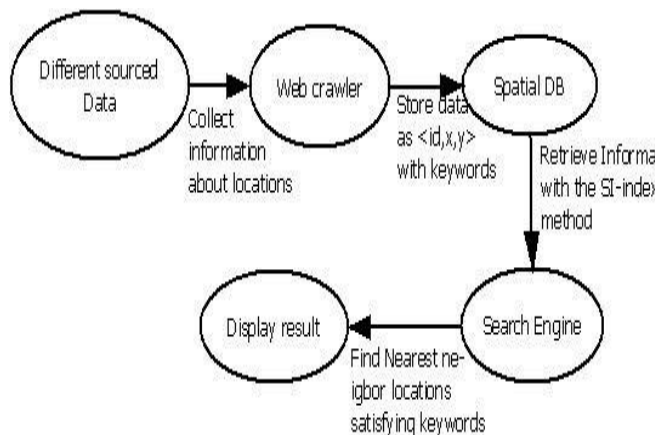 Different sourced
Data
Web crawler
Spatial DB
Collect
information
about locations
Store data
as <id,x,y>
with keywords
Retrieve Informa
with the SI-index
method
Display result
Search Engine
Find Nearest ne-
igbor locations
satisfying keywords